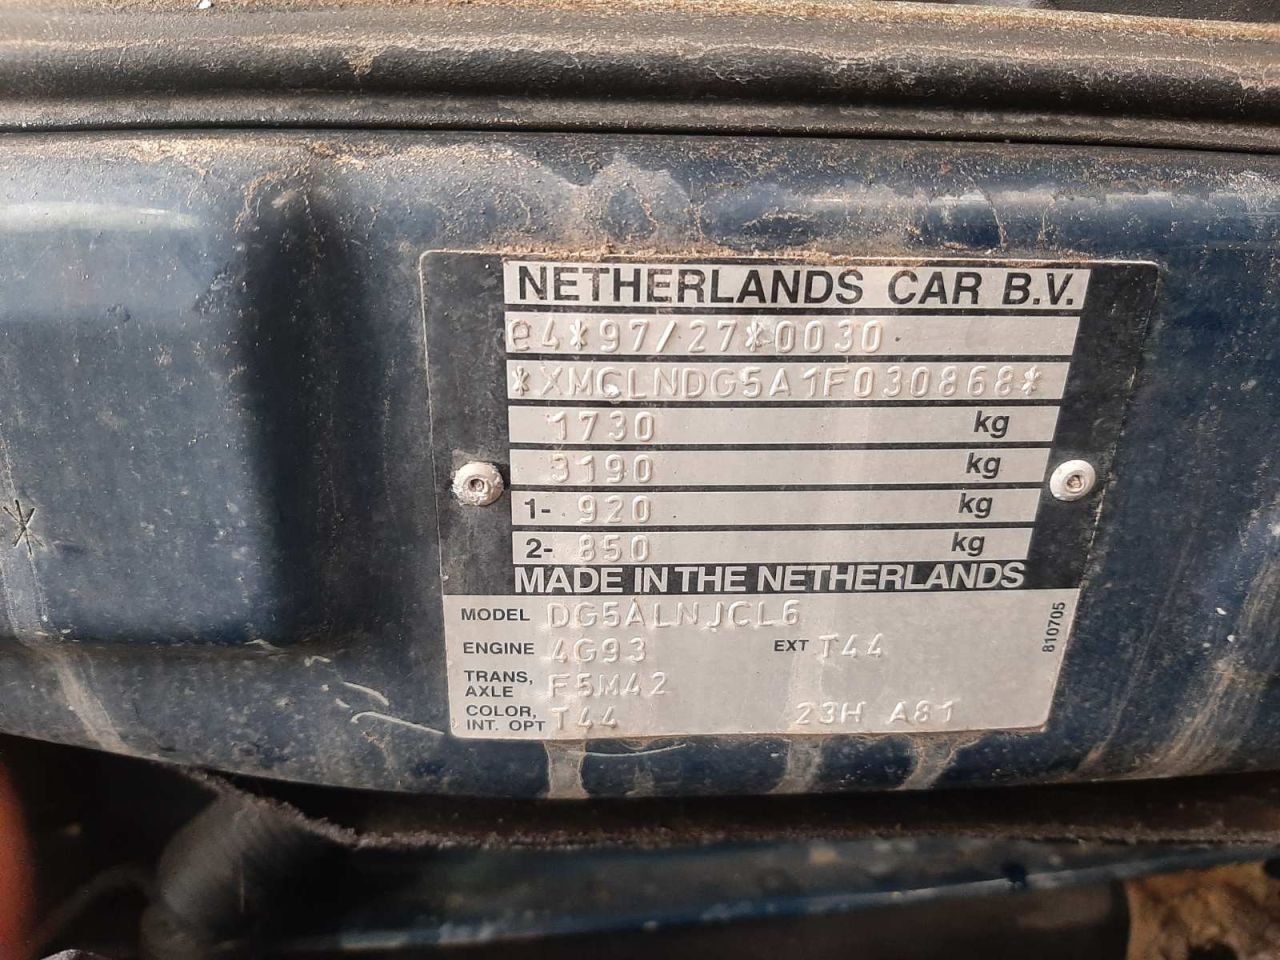 NETHERLANDS CAR B.V.
e4*97/27*0030
*XMCLNDG5A1F030868*
1730 kg
3190 kg
1- 920 kg
2- 850 kg
MADE IN THE NETHERLANDS
MODEL DG5ALNJCL6
ENGINE 4G93 EXT T44
TRANS, AXLE F5M42
COLOR, INT. OPT T44 23H A81
810705